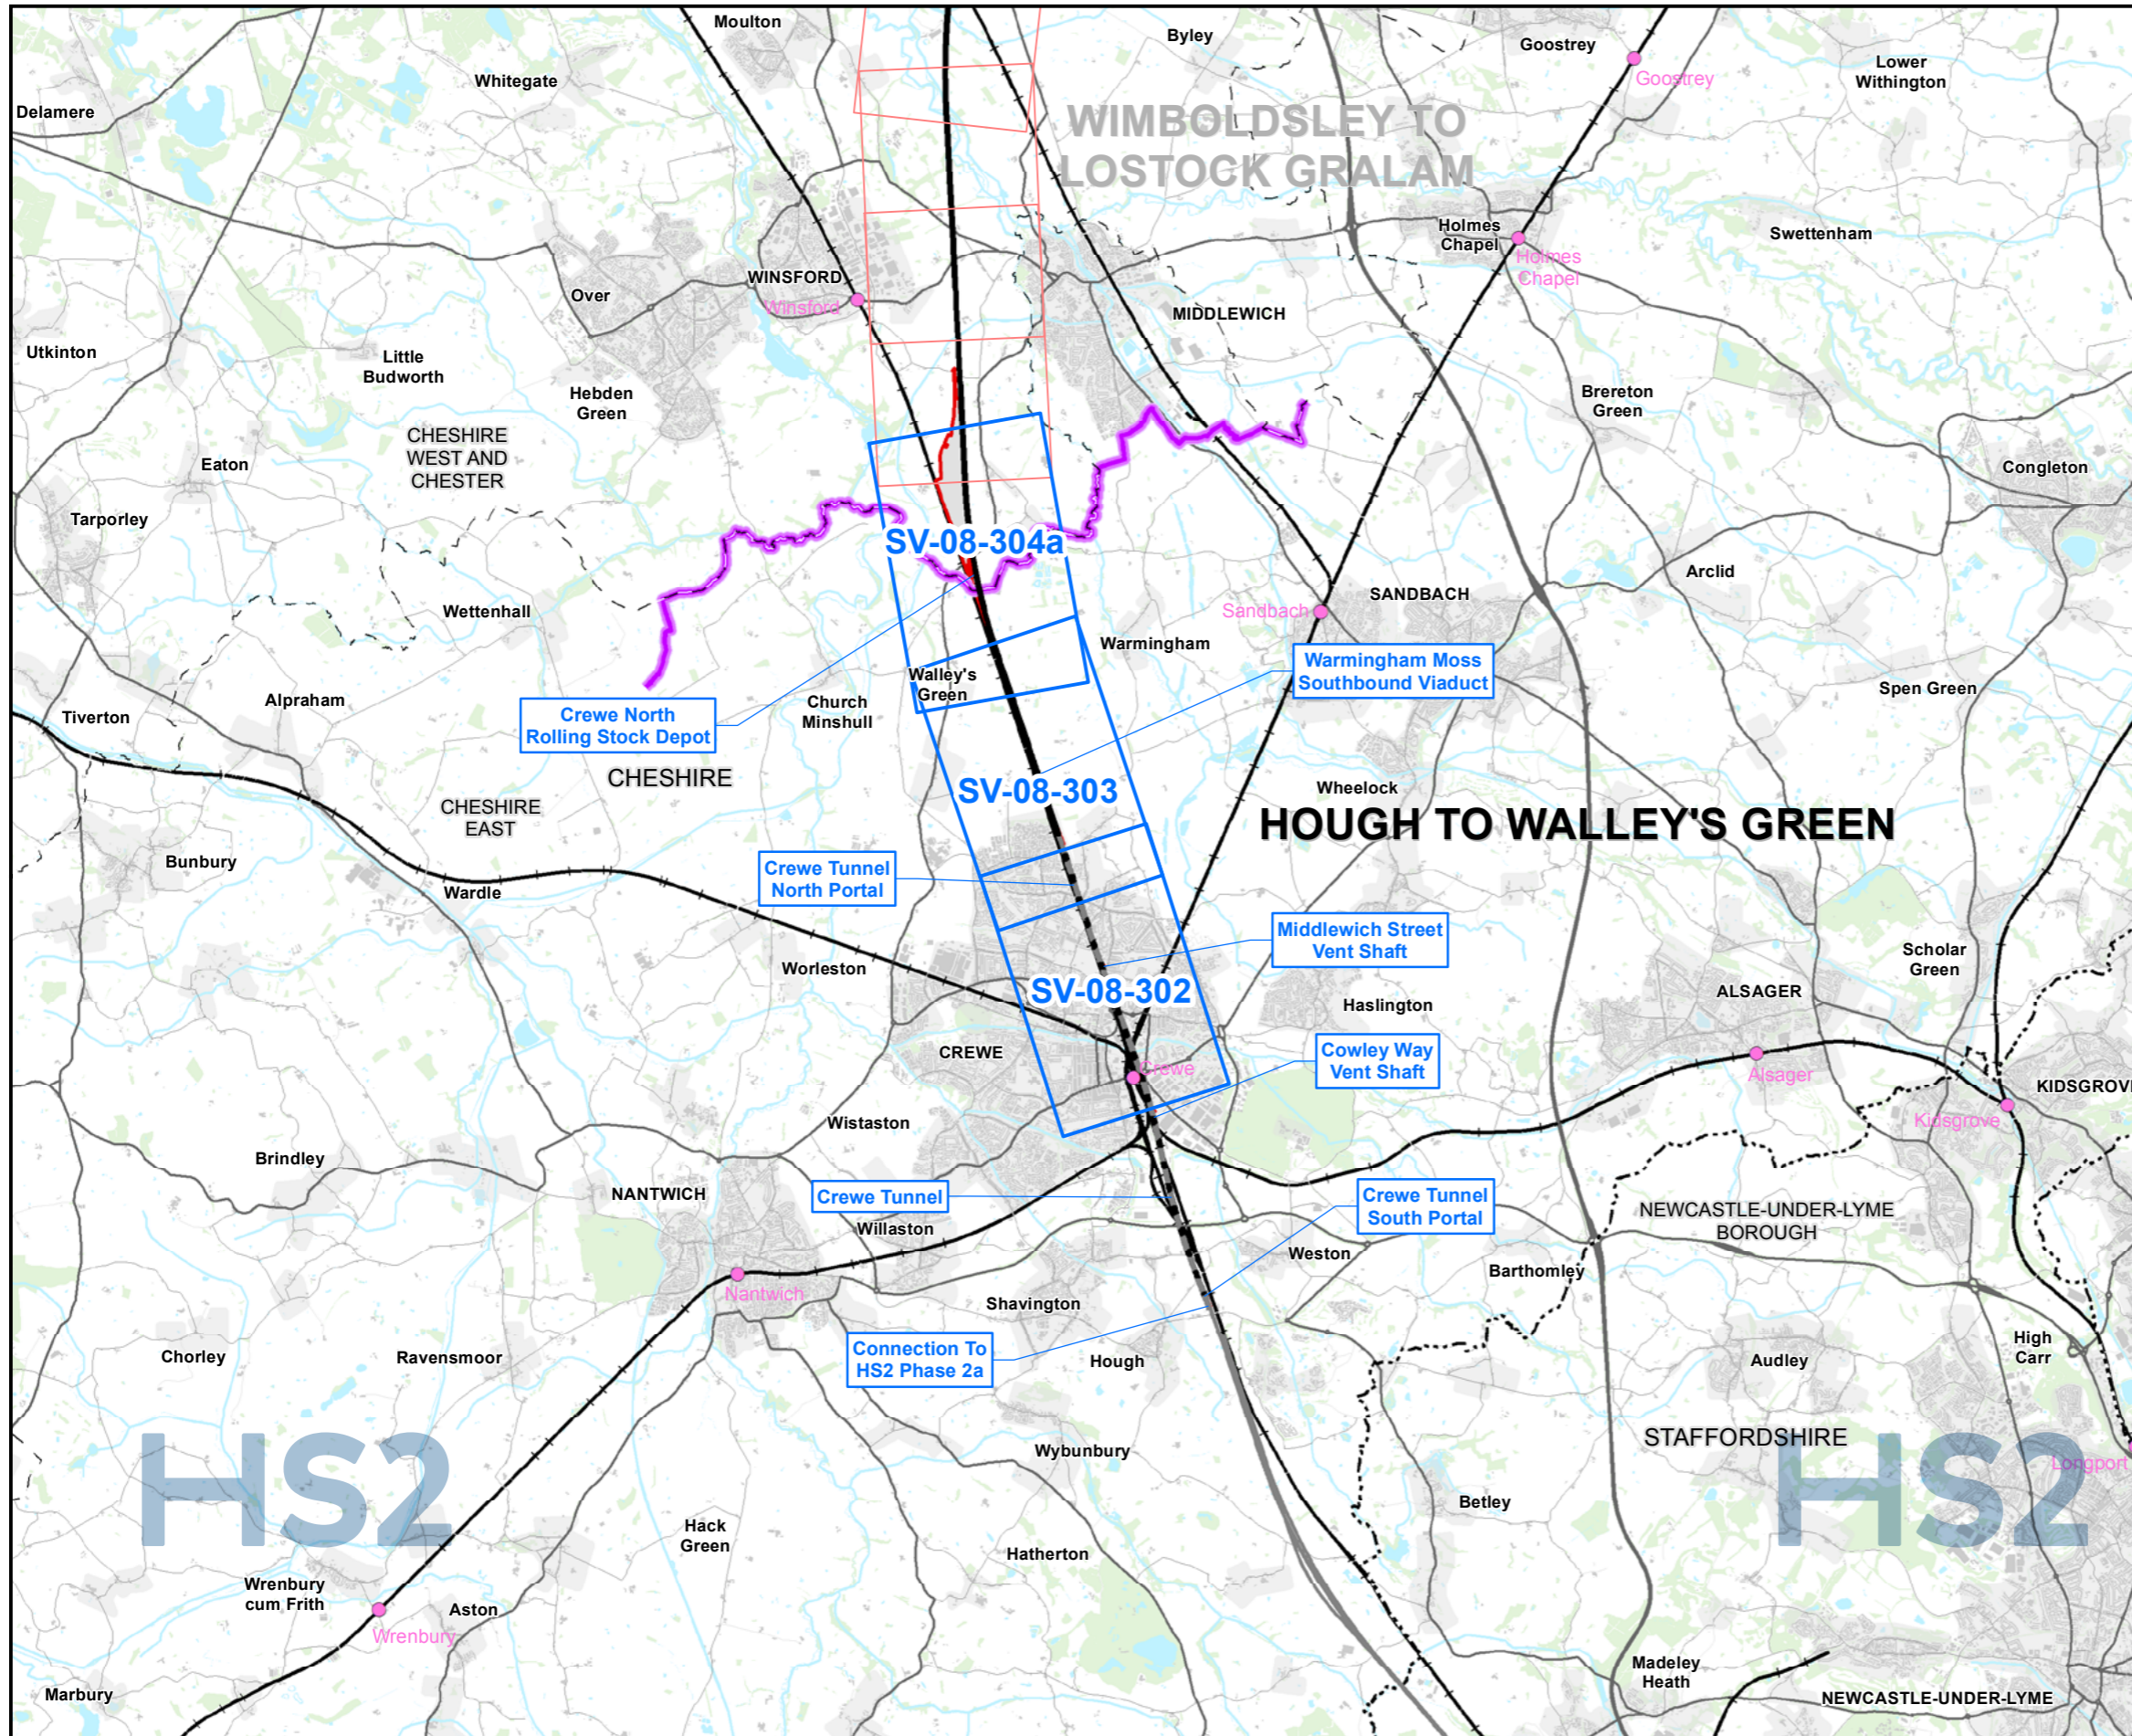 Moulton
Byley
Goostrey
Goostrey
Lower
Withington
Whitegate
Delamere
WIMBOLDSLEY TO
LOSTOCK GRALAM
Holmes
Chapel
Holmes
Chapel
Swettenham
WINSFORD
Winsford
Over
MIDDLEWICH
Utkinton
Little
Budworth
Hebden
Green
Brereton
Green
CHESHIRE
WEST AND
CHESTER
Eaton
Congleton
Tarporley
SV-08-304a
Arclid
Wettenhall
SANDBACH
Sandbach
Warmingham
Warmingham Moss
Southbound Viaduct
Walley's
Green
Spen Green
Alpraham
Tiverton
Church
Minshull
Crewe North
Rolling Stock Depot
CHESHIRE
SV-08-303
Wheelock
CHESHIRE
EAST
HOUGH TO WALLEY'S GREEN
Bunbury
Wardle
Crewe Tunnel
North Portal
Middlewich Street
Vent Shaft
Scholar
Green
Worleston
SV-08-302
ALSAGER
Haslington
CREWE
Crewe
Cowley Way
Vent Shaft
Alsager
KIDSGROVE
Kidsgrove
Wistaston
Brindley
NANTWICH
Crewe Tunnel
Crewe Tunnel
South Portal
NEWCASTLE-UNDER-LYME
BOROUGH
Willaston
Weston
Barthomley
Nantwich
Shavington
Connection To
HS2 Phase 2a
Hough
High
Carr
Chorley
Ravensmoor
Audley
STAFFORDSHIRE
Wybunbury
Longport
HS2
HS2
Betley
Hack
Green
Hatherton
Wrenbury
cum Frith
Aston
Wrenbury
Madeley
Heath
Marbury
NEWCASTLE-UNDER-LYME